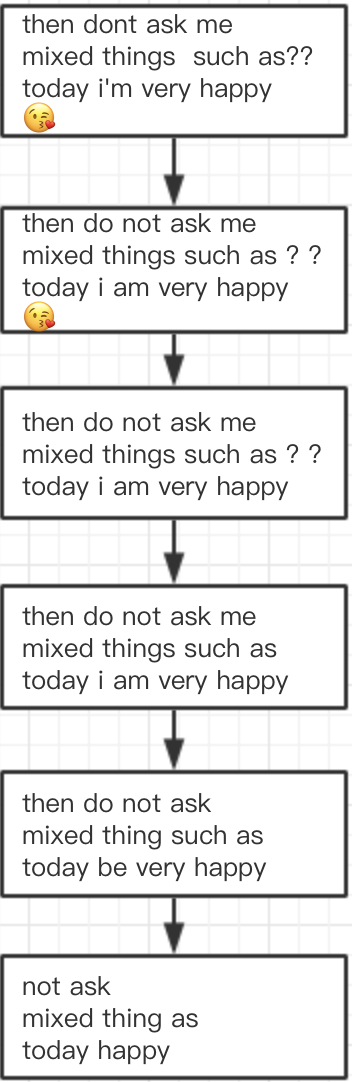 then dont ask me
mixed things  such as??
today i'm very happy
😘
then do not ask me
mixed things such as ? ?
today i am very happy
😘
then do not ask me
mixed things such as ? ?
today i am very happy
then do not ask me
mixed things such as
today i am very happy
then do not ask
mixed thing such as
today be very happy
not ask
mixed thing as
today happy